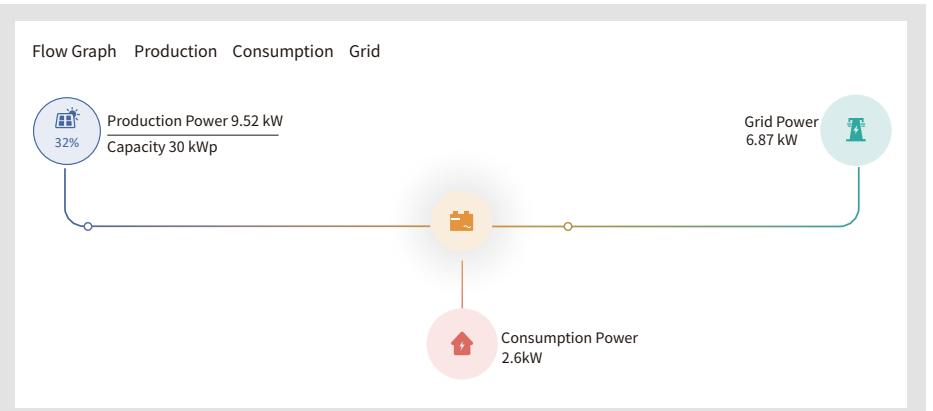 Flow Graph Production Consumption Grid
32%
Production Power 9.52 kW
Capacity 30 kWp
Grid Power
6.87 kW
Consumption Power
2.6kW